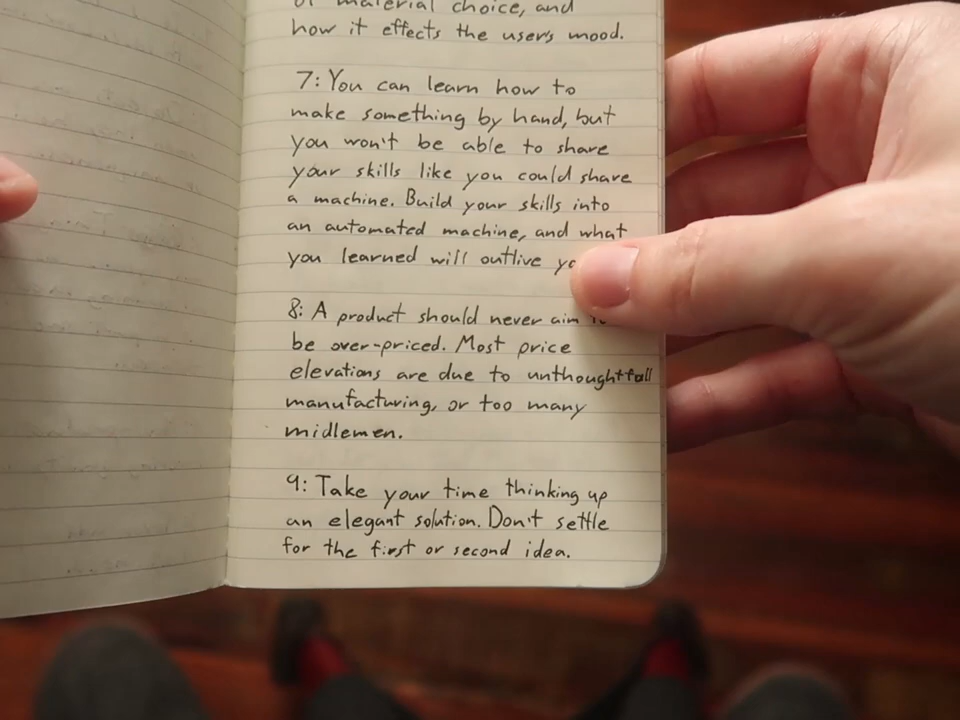 of material choice, and
how it effects the user's mood.
7: You can learn how to
make something by hand, but
you won't be able to share
your skills like you could share
a machine. Build your skills into
an automated machine, and what
you learned will outlive
8: A product should never aim
be over-priced. Most price
elevations are due to unthoughtfull
manufacturing, or too many
midlemen.
9: Take your time thinking up
an elegant solution. Don't settle
for the first or second idea.